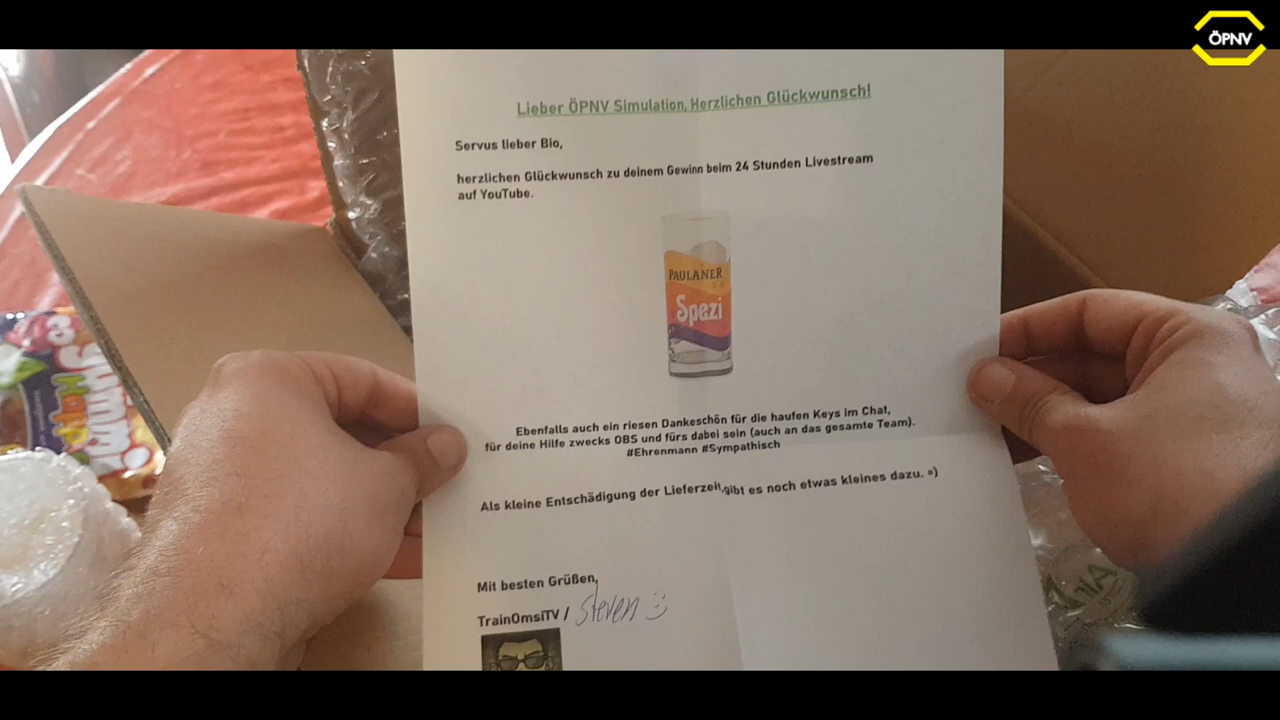 ÖPNV
Lieber ÖPNV Simulation, Herzlichen Glückwunsch!
Servus lieber Bio,
herzlichen Glückwunsch zu deinem Gewinn beim 24 Stunden Livestream
auf YouTube.
PAULANER
Spezi
Ebenfalls auch ein riesen Dankeschön für die haufen Keys im Chat,
für deine Hilfe zwecks OBS und fürs dabei sein (auch an das gesamte Team).
#Ehrenmann #Sympathisch
Als kleine Entschädigung der Lieferzeit, gibt es noch etwas kleines dazu. =)
Mit besten Grüßen,
TrainOmsiTV / Steven